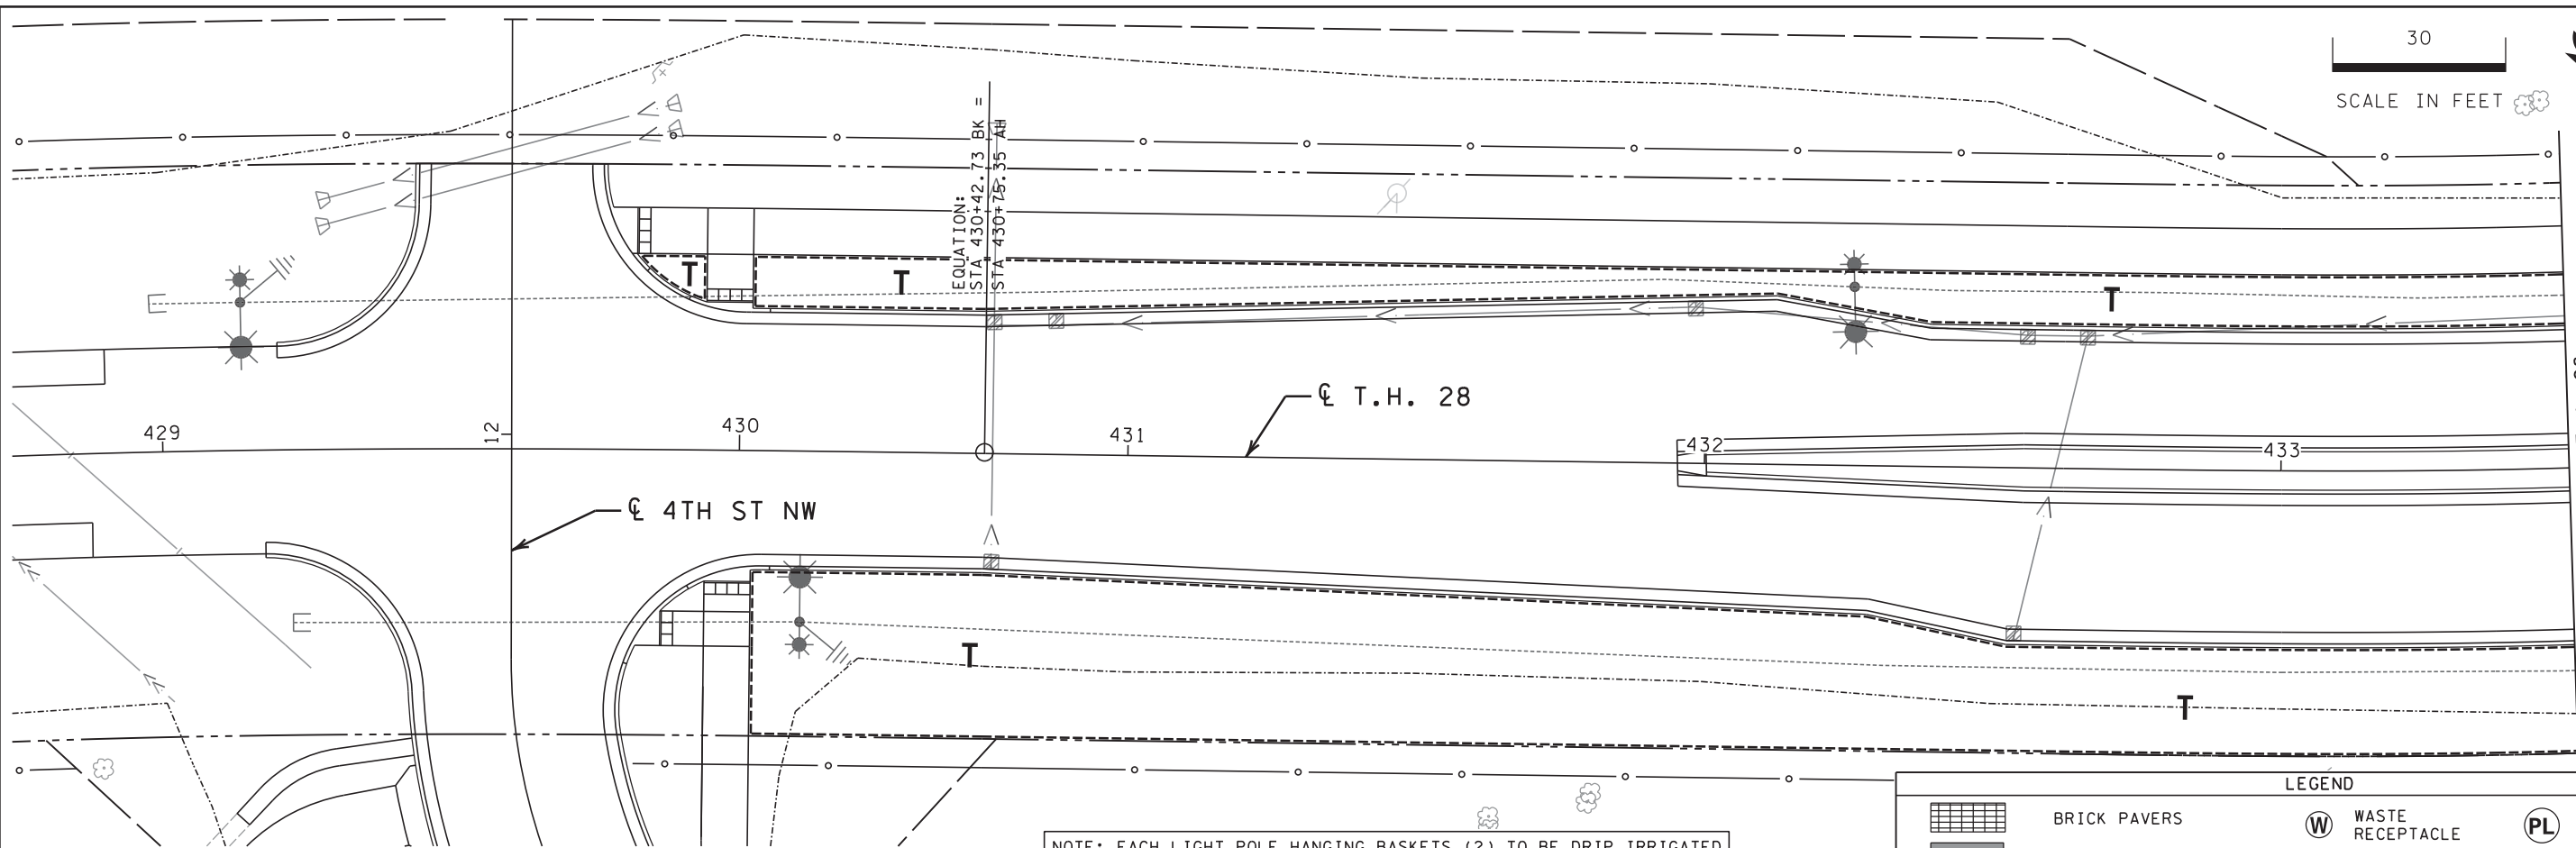 30
SCALE IN FEET
EQUATION:
STA 430+42.73 BK =
STA 430+75.35 AH
T
T
T
℄ T.H. 28
429
12
430
431
432
433
℄ 4TH ST NW
T
T
LEGEND
BRICK PAVERS
W
WASTE
RECEPTACLE
PL
NOTE: EACH LIGHT POLE HANGING BASKETS (2) TO BE DRIP IRRIGATED